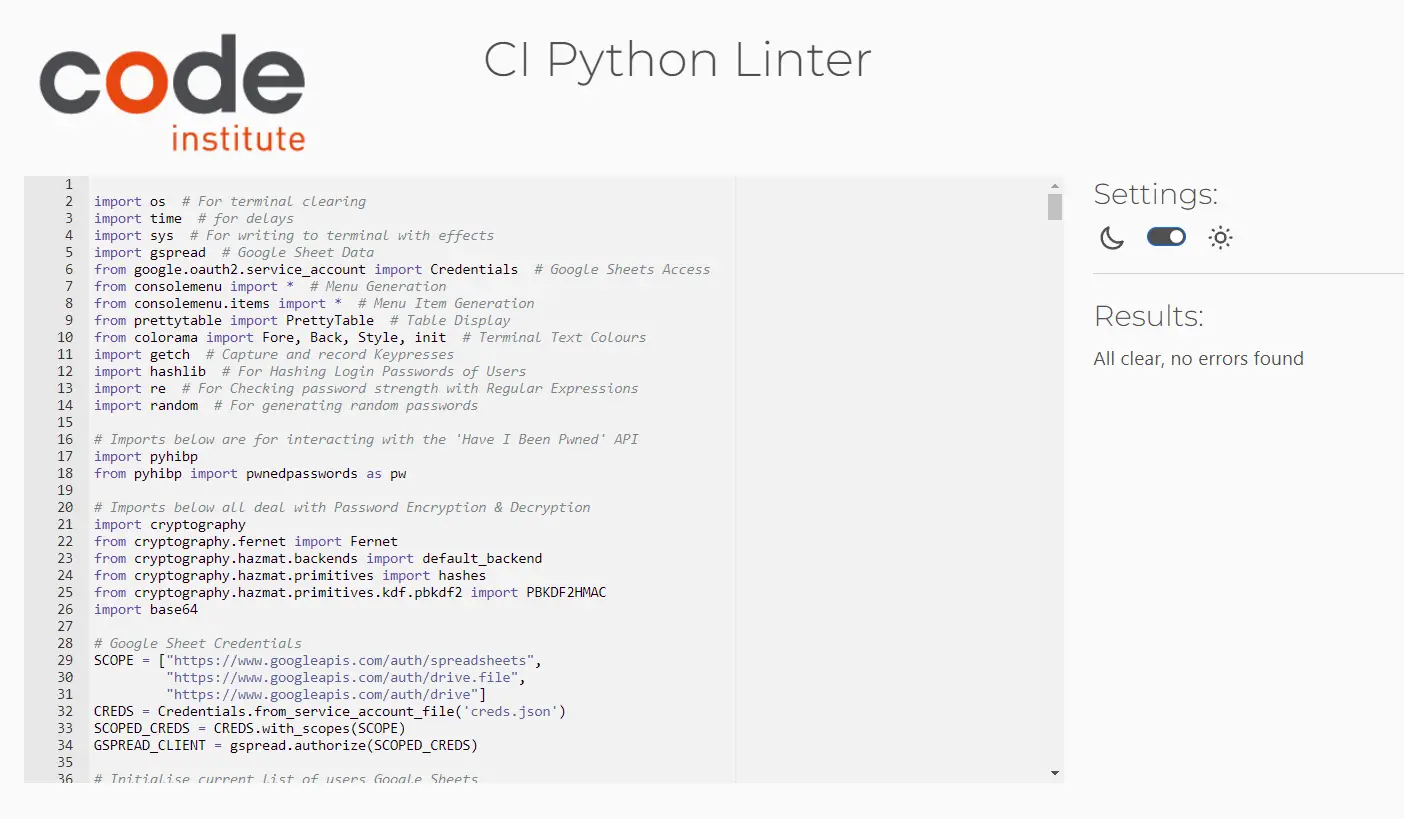 code
institute
CI Python Linter
1
2 import os  # For terminal clearing
3 import time  # for delays
4 import sys  # For writing to terminal with effects
5 import gspread  # Google Sheet Data
6 from google.oauth2.service_account import Credentials  # Google Sheets Access
7 from consolemenu import *  # Menu Generation
8 from consolemenu.items import *  # Menu Item Generation
9 from prettytable import PrettyTable  # Table Display
10 from colorama import Fore, Back, Style, init  # Terminal Text Colours
11 import getch  # Capture and record Keypresses
12 import hashlib  # For Hashing Login Passwords of Users
13 import re  # For Checking password strength with Regular Expressions
14 import random  # For generating random passwords
15
16 # Imports below are for interacting with the 'Have I Been Pwned' API
17 import pyhibp
18 from pyhibp import pwnedpasswords as pw
19
20 # Imports below all deal with Password Encryption & Decryption
21 import cryptography
22 from cryptography.fernet import Fernet
23 from cryptography.hazmat.backends import default_backend
24 from cryptography.hazmat.primitives import hashes
25 from cryptography.hazmat.primitives.kdf.pbkdf2 import PBKDF2HMAC
26 import base64
27
28 # Google Sheet Credentials
29 SCOPE = ["https://www.googleapis.com/auth/spreadsheets",
30          "https://www.googleapis.com/auth/drive.file",
31          "https://www.googleapis.com/auth/drive"]
32 CREDS = Credentials.from_service_account_file('creds.json')
33 SCOPED_CREDS = CREDS.with_scopes(SCOPE)
34 GSPREAD_CLIENT = gspread.authorize(SCOPED_CREDS)
35
36 # Initialise current list of users Google Sheets
Settings:
Results:
All clear, no errors found